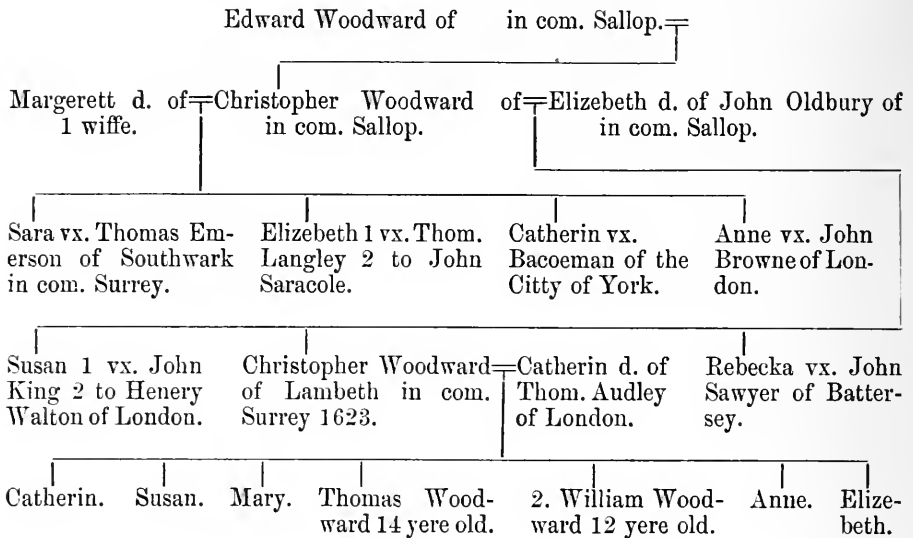 Edward Woodward of in com. Sallop.
Margerett d. of
1 wiffe.
Christopher Woodward of
in com. Sallop.
Elizebeth d. of John Oldbury of
in com. Sallop.
Sara vx. Thomas Em-
erson of Southwark
in com. Surrey.
Elizebeth 1 vx. Thom.
Langley 2 to John
Saracole.
Catherin vx.
Bacoeman of the
Citty of York.
Anne vx. John
Browne of Lon-
don.
Susan 1 vx. John
King 2 to Henery
Walton of London.
Christopher Woodward
of Lambeth in com.
Surrey 1623.
Catherin d. of
Thom. Audley
of London.
Rebecka vx. John
Sawyer of Batter-
sey.
Catherin.
Susan.
Mary.
Thomas Wood-
ward 14 yere old.
2. William Wood-
ward 12 yere old.
Anne.
Elize-
beth.